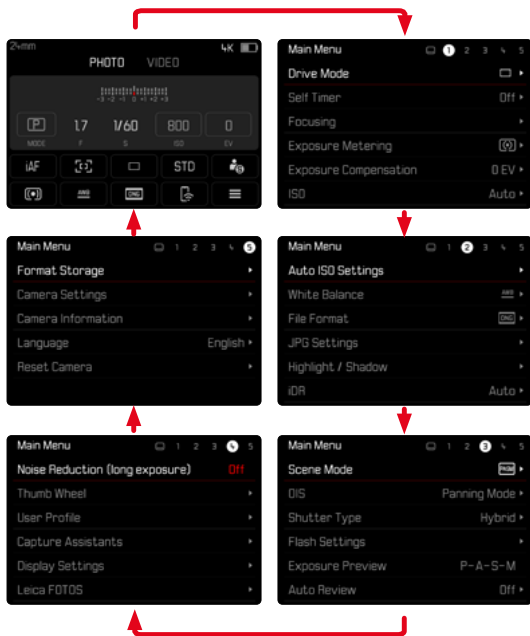 24mm 4K
PHOTO VIDEO
-3 -2 -1 0 +1 +2 +3
P 1.7 1/60 800 0
MODE F S ISO EV
iAF STD
AWB DNG
Main Menu 1 2 3 4 5
Drive Mode
Self Timer Off
Focusing
Exposure Metering
Exposure Compensation 0 EV
ISO Auto
Main Menu 1 2 3 4 5
Format Storage
Camera Settings
Camera Information
Language English
Reset Camera
Main Menu 1 2 3 4 5
Auto ISO Settings
White Balance AWB
File Format DNG
JPG Settings
Highlight / Shadow
iDR Auto
Main Menu 1 2 3 4 5
Noise Reduction (long exposure) Off
Thumb Wheel
User Profile
Capture Assistants
Display Settings
Leica FOTOS
Main Menu 1 2 3 4 5
Scene Mode PASM
OIS Panning Mode
Shutter Type Hybrid
Flash Settings
Exposure Preview P-A-S-M
Auto Review Off